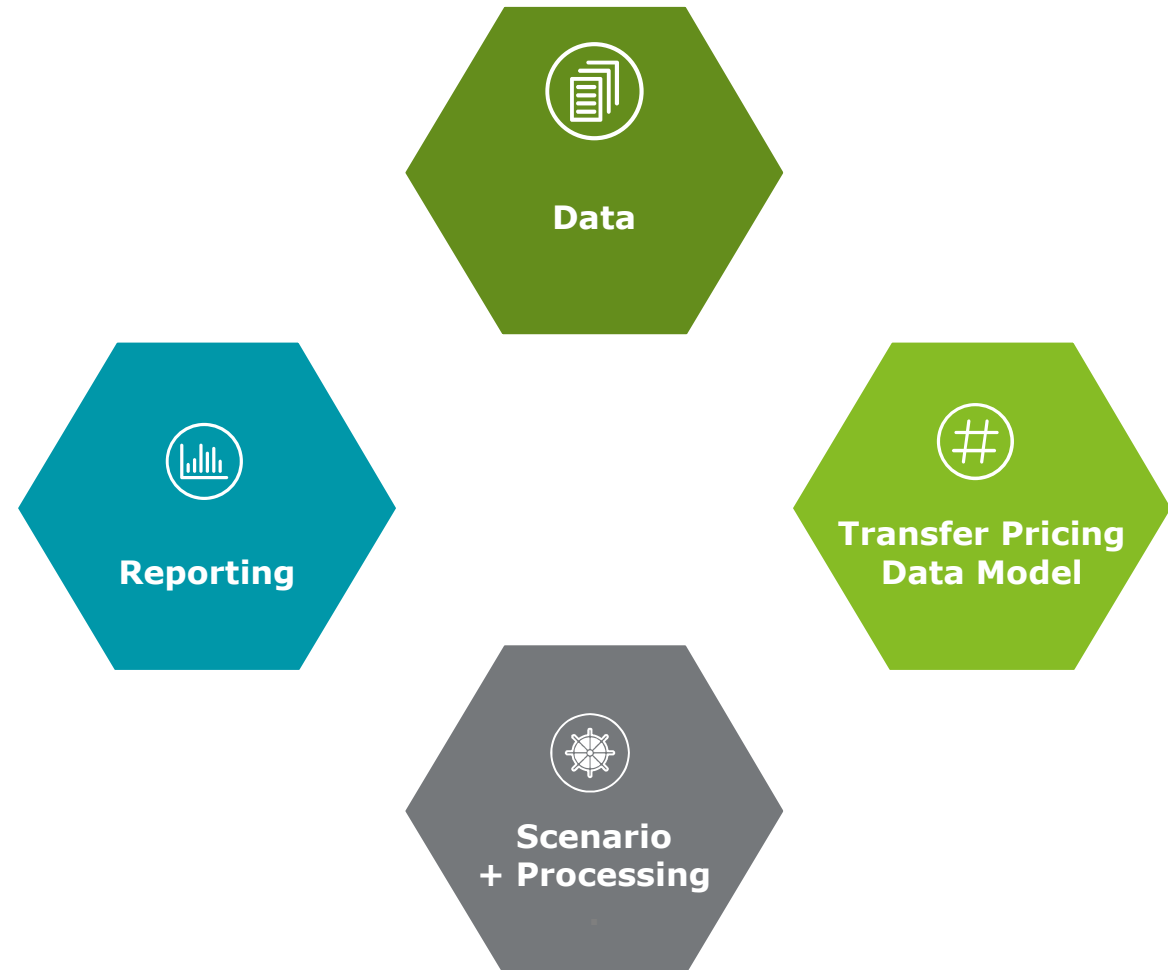 Data
Reporting
Transfer Pricing
Data Model
Scenario
+ Processing